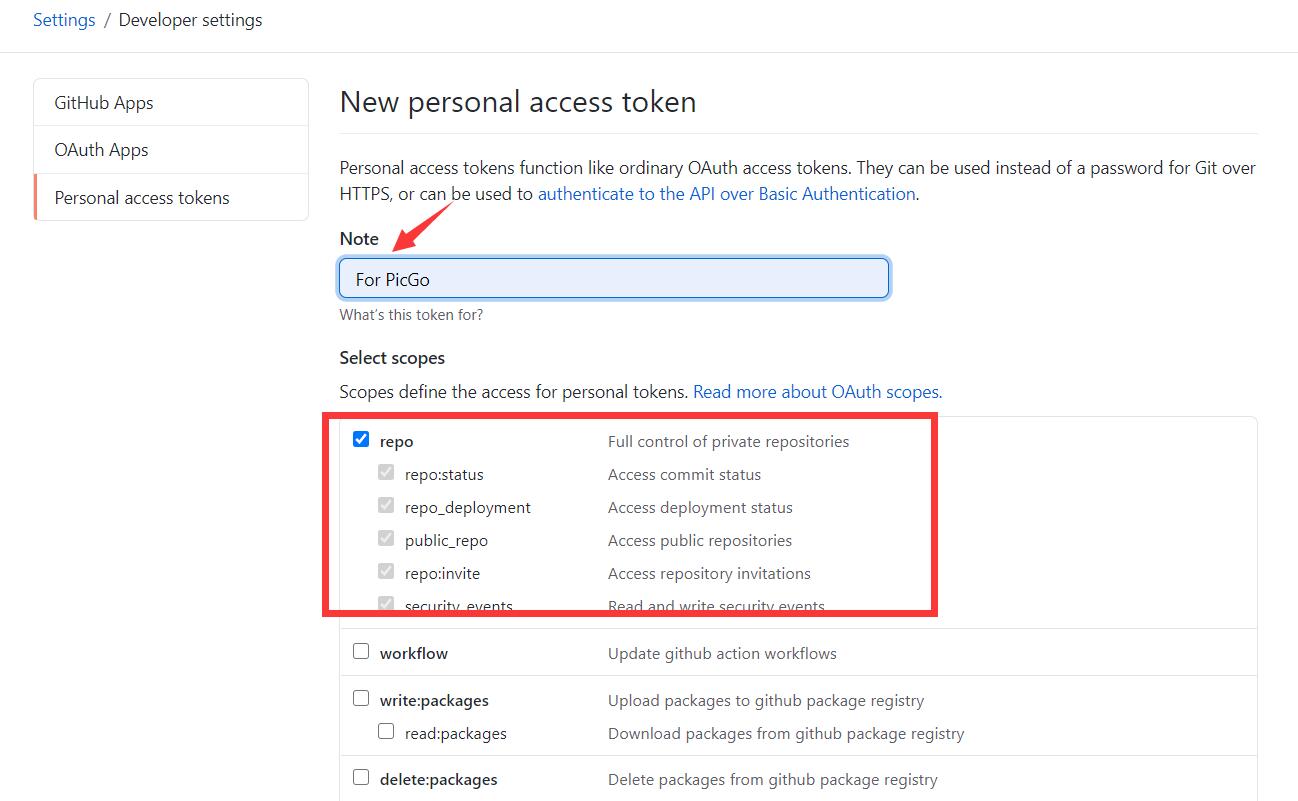 Settings / Developer settings
GitHub Apps
OAuth Apps
Personal access tokens
New personal access token
Personal access tokens function like ordinary OAuth access tokens. They can be used instead of a password for Git over
HTTPS, or can be used to authenticate to the API over Basic Authentication.
Note
For PicGo
What's this token for?
Select scopes
Scopes define the access for personal tokens. Read more about OAuth scopes.
repo Full control of private repositories
repo:status Access commit status
repo_deployment Access deployment status
public_repo Access public repositories
repo:invite Access repository invitations
security_events Read and write security events
workflow Update github action workflows
write:packages Upload packages to github package registry
read:packages Download packages from github package registry
delete:packages Delete packages from github package registry